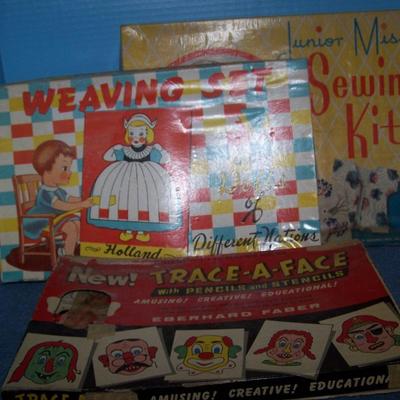 Junior Miss
Sewing
Kit
WEAVING SET
of
Holland
Different Nations
New! TRACE-A-FACE
with PENCILS and STENCILS
AMUSING! CREATIVE! EDUCATIONAL!
EBERHARD FABER
AMUSING! CREATIVE! EDUCATIONAL